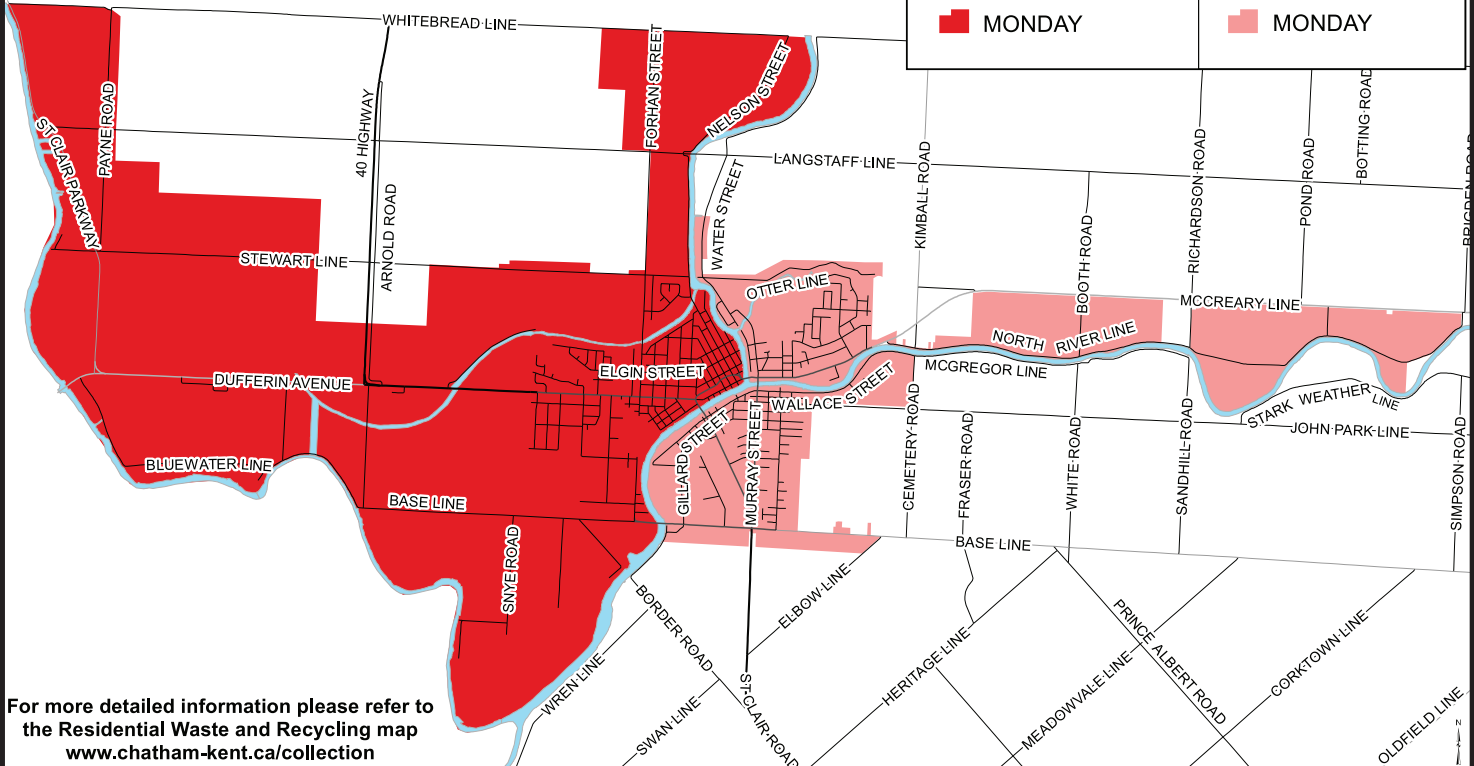 MONDAY
MONDAY
WHITEBREAD LINE
PAYNE ROAD
ST CLAIR PARKWAY
40 HIGHWAY
ARNOLD ROAD
FORHAN STREET
NELSON STREET
LANGSTAFF LINE
WATER STREET
KIMBALL ROAD
BOOTH ROAD
RICHARDSON ROAD
POND ROAD
BOTTING ROAD
BRIGDEN ROAD
STEWART LINE
OTTER LINE
MCCREARY LINE
NORTH RIVER LINE
MCGREGOR LINE
ELGIN STREET
DUFFERIN AVENUE
WALLACE STREET
STARK WEATHER LINE
JOHN PARK LINE
GILLARD STREET
MURRAY STREET
CEMETERY ROAD
FRASER ROAD
WHITE ROAD
SANDHILL ROAD
SIMPSON ROAD
BLUEWATER LINE
BASE LINE
BASE LINE
SNYE ROAD
BORDER ROAD
ELBOW LINE
WREN LINE
SWAN LINE
ST CLAIR ROAD
HERITAGE LINE
MEADOWVALE LINE
PRINCE ALBERT ROAD
CORKTOWN LINE
OLDFIELD LINE
N
For more detailed information please refer to
the Residential Waste and Recycling map
www.chatham-kent.ca/collection